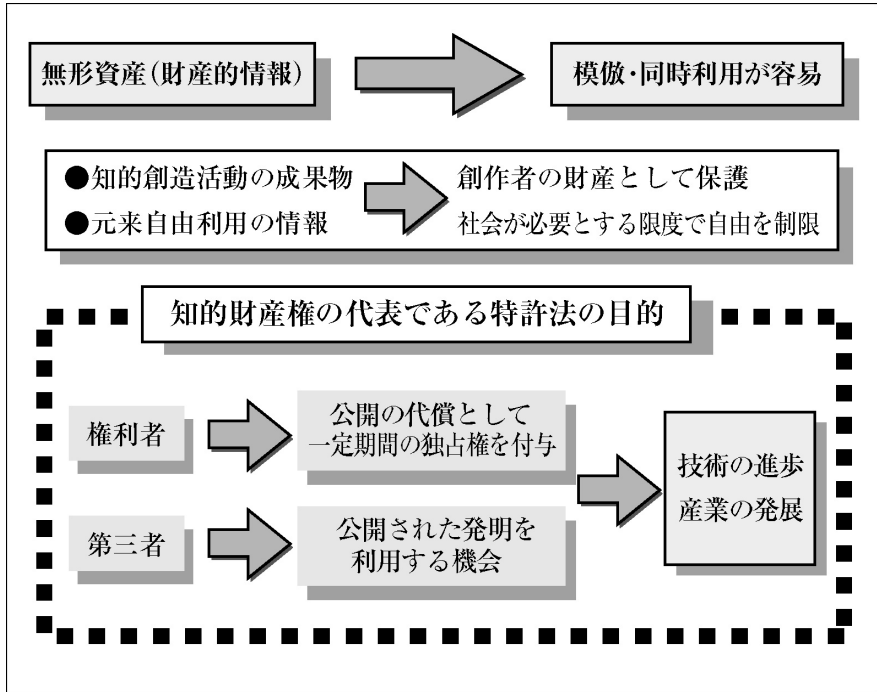 無形資産(財産的情報)
模倣・同時利用が容易
●知的創造活動の成果物
創作者の財産として保護
●元来自由利用の情報
社会が必要とする限度で自由を制限
知的財産権の代表である特許法の目的
権利者
公開の代償として
一定期間の独占権を付与
第三者
公開された発明を
利用する機会
技術の進歩
産業の発展